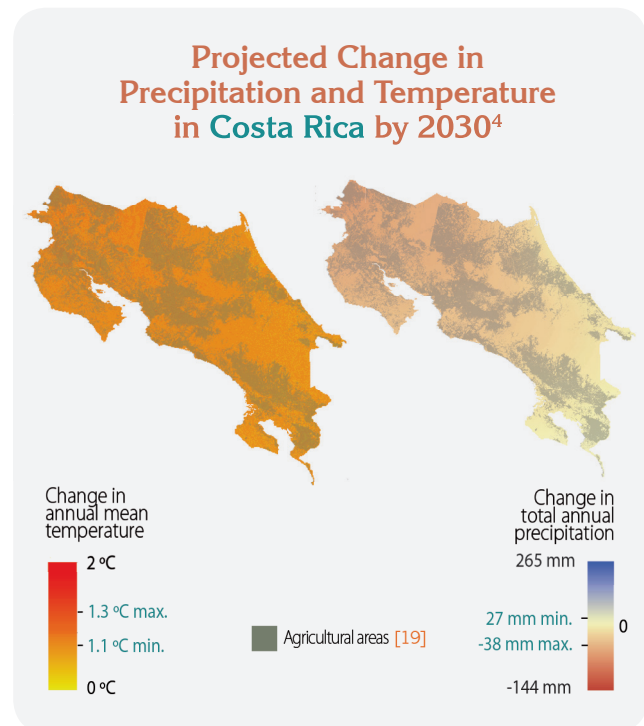 Projected Change in
Precipitation and Temperature
in Costa Rica by 2030⁴
Change in
annual mean
temperature
2 ºC
1.3 ºC max.
1.1 ºC min.
0 ºC
Agricultural areas [19]
Change in
total annual
precipitation
265 mm
27 mm min.
0
-38 mm max.
-144 mm